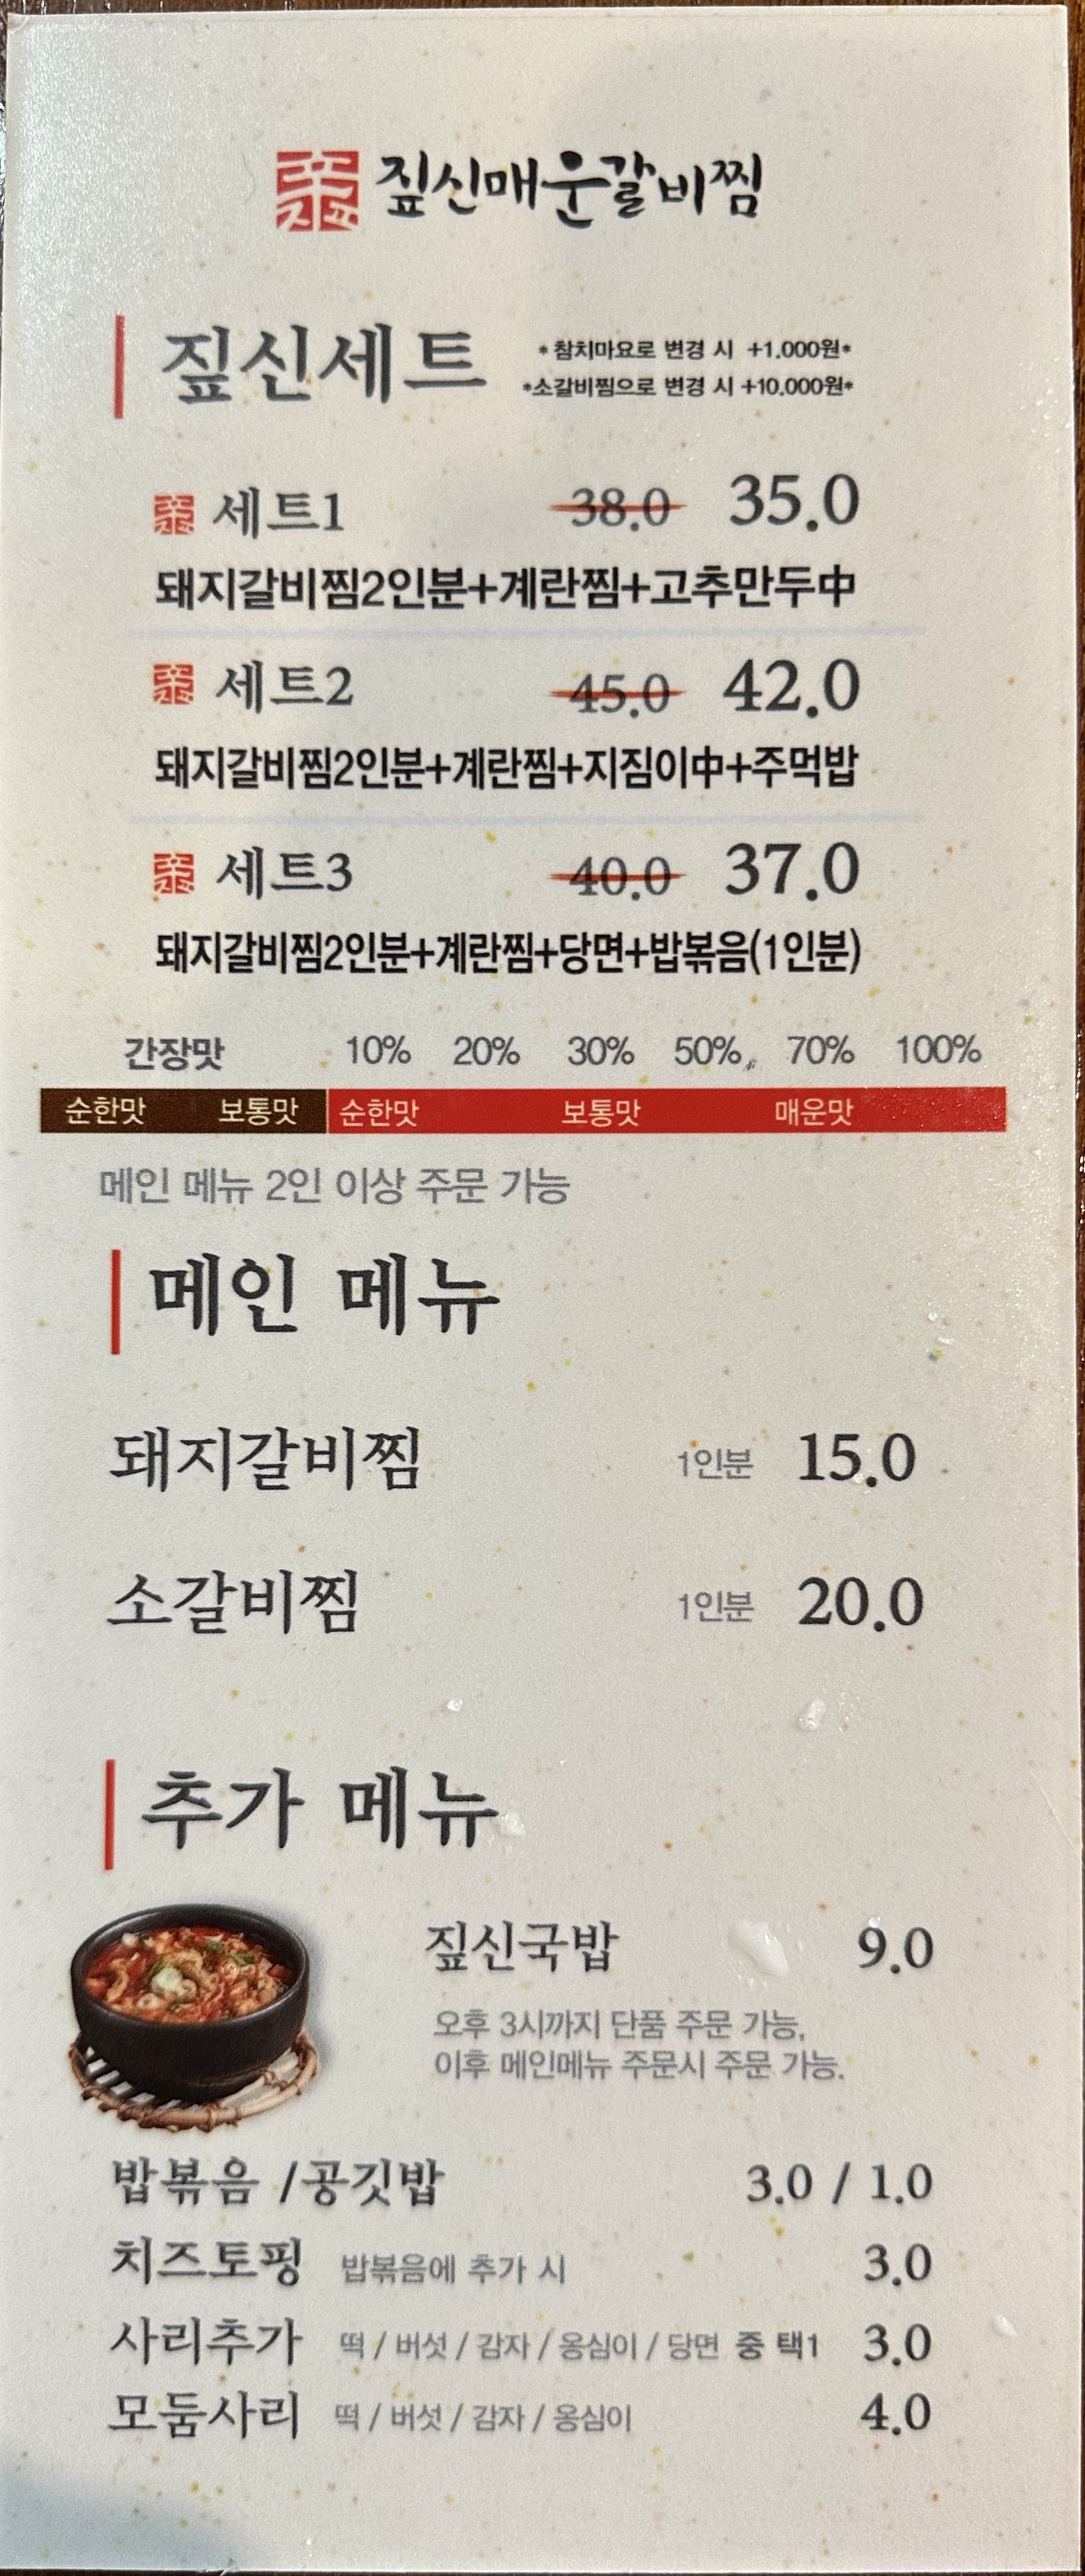 짚신매운갈비찜
짚신세트
*참치마요로 변경 시 +1,000원*
*소갈비찜으로 변경 시 +10,000원*
세트1 38.0 35.0
돼지갈비찜2인분+계란찜+고추만두中
세트2 45.0 42.0
돼지갈비찜2인분+계란찜+지짐이中+주먹밥
세트3 40.0 37.0
돼지갈비찜2인분+계란찜+당면+밥볶음(1인분)
간장맛 10% 20% 30% 50% 70% 100%
순한맛 보통맛 순한맛 보통맛 매운맛
메인 메뉴 2인 이상 주문 가능
메인 메뉴
돼지갈비찜 1인분 15.0
소갈비찜 1인분 20.0
추가 메뉴
짚신국밥 9.0
오후 3시까지 단품 주문 가능,
이후 메인메뉴 주문시 주문 가능.
밥볶음 /공깃밥 3.0 / 1.0
치즈토핑 밥볶음에 추가 시 3.0
사리추가 떡 / 버섯 / 감자 / 옹심이 / 당면 중 택1 3.0
모둠사리 떡 / 버섯 / 감자 / 옹심이 4.0